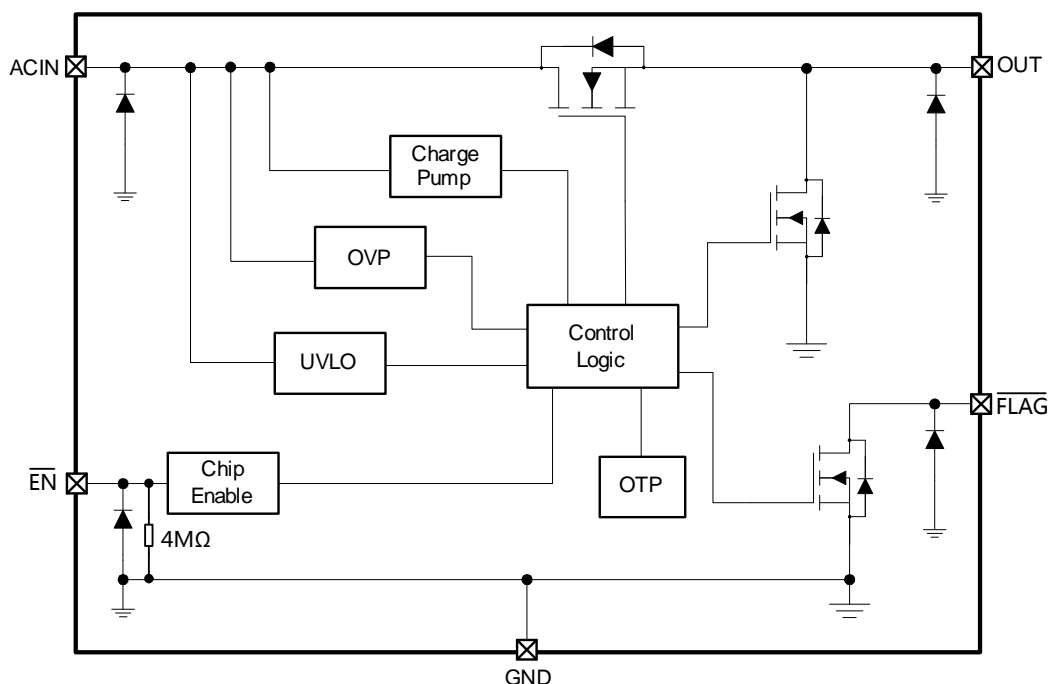 ACIN
OUT
Charge
Pump
OVP
Control
Logic
UVLO
FLAG
EN
Chip
Enable
OTP
4MΩ
GND